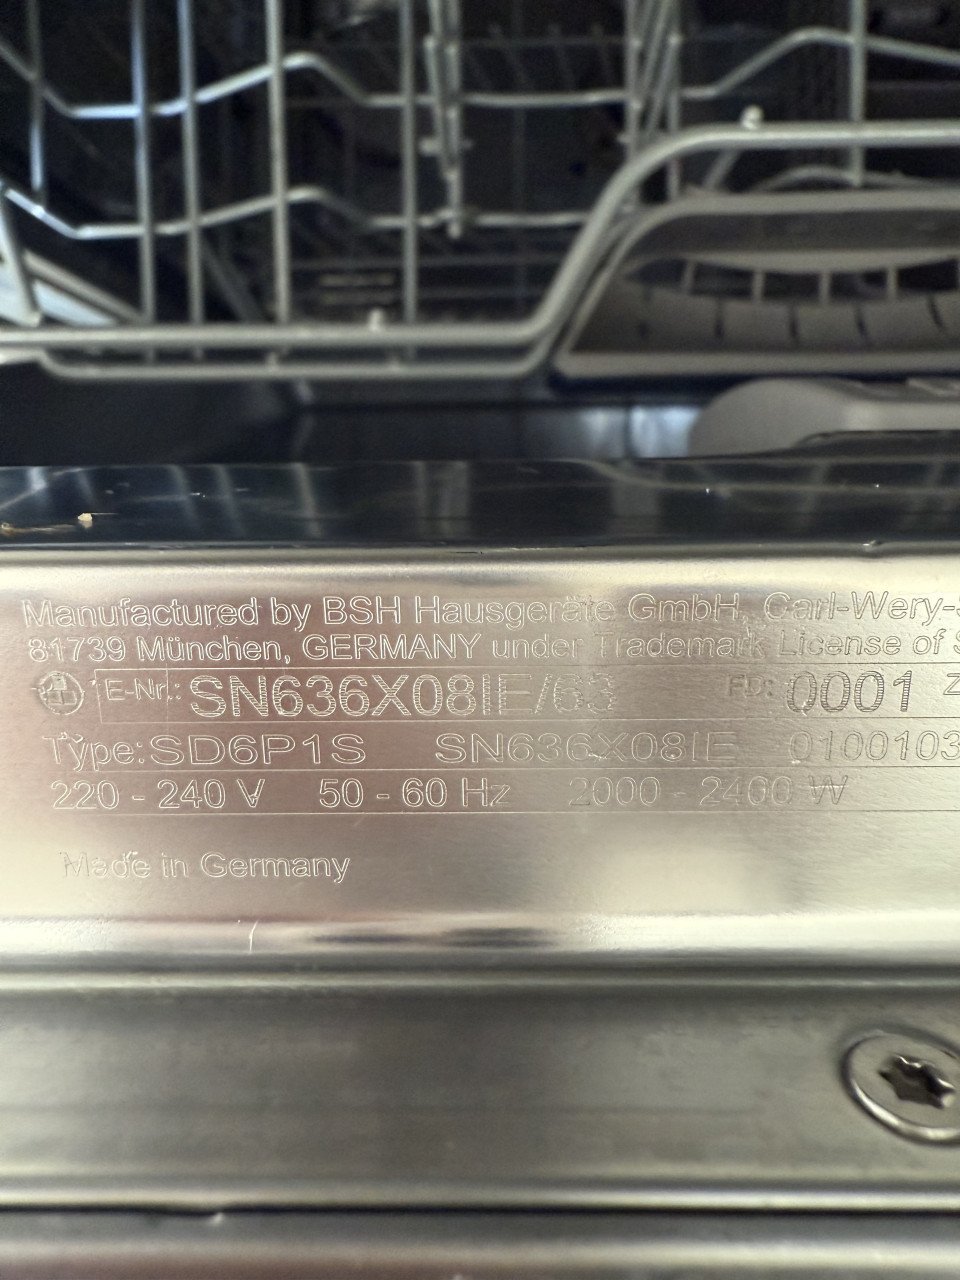 Manufactured by BSH Hausgeräte GmbH, Carl-Wery-S
81739 München, GERMANY under Trademark License of S
E-Nr.: SN636X08IE/63 FD: 0001 Z
Type: SD6P1S SN636X08IE 0100103
220 - 240 V 50 - 60 Hz 2000 - 2400 W
Made in Germany